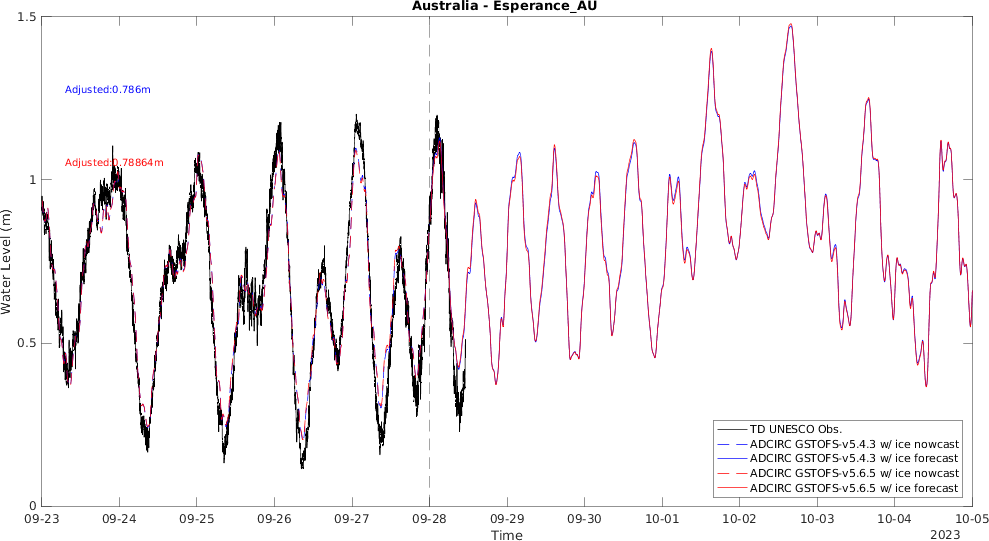 Australia - Esperance_AU
1.5
Adjusted:0.786m
Adjusted:0.78864m
1
Water Level (m)
0.5
TD UNESCO Obs.
ADCIRC GSTOFS-v5.4.3 w/ ice nowcast
ADCIRC GSTOFS-v5.4.3 w/ ice forecast
ADCIRC GSTOFS-v5.6.5 w/ ice nowcast
ADCIRC GSTOFS-v5.6.5 w/ ice forecast
0
09-23 09-24 09-25 09-26 09-27 09-28 09-29 09-30 10-01 10-02 10-03 10-04 10-05
Time 2023